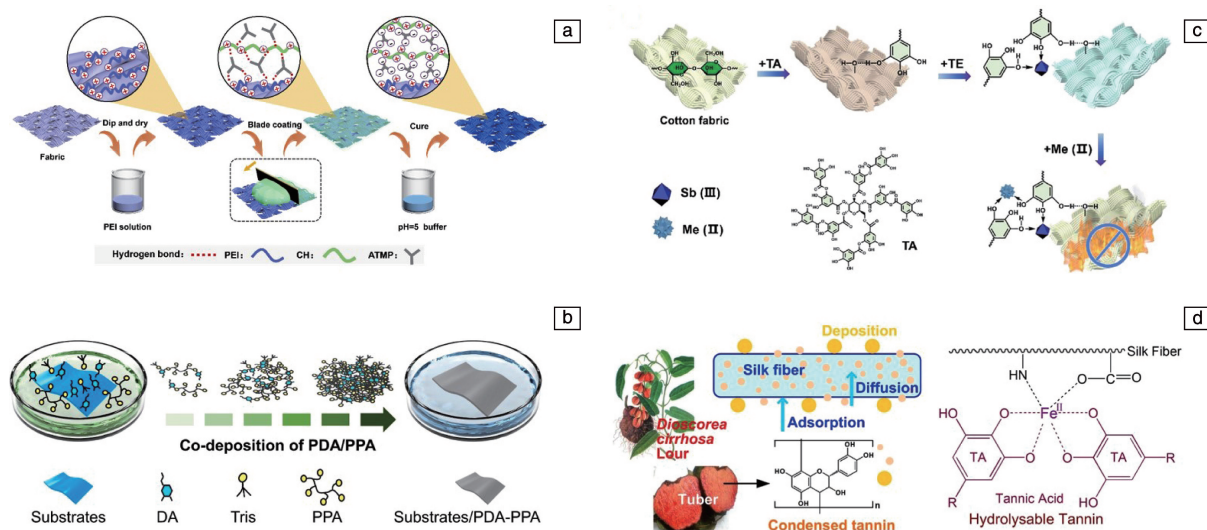 a
Dip and dry
Blade coating
Cure
Fabric
PEI solution
pH=5 buffer
Hydrogen bond: PEI: CH: ATMP:
b
Co-deposition of PDA/PPA
Substrates
DA
Tris
PPA
Substrates/PDA-PPA
c
+TA
+TE
Cotton fabric
+Me (II)
Sb (III)
Me (II)
TA
d
Deposition
Silk fiber
Diffusion
Adsorption
Dioscorea
cirrhosa
Lour
Tuber
n
Condensed tannin
Silk Fiber
HN
O
C
O
Fe II
HO
O
O
TA
O
O
TA
R
R
HO
Tannic Acid
Hydrolysable Tannin